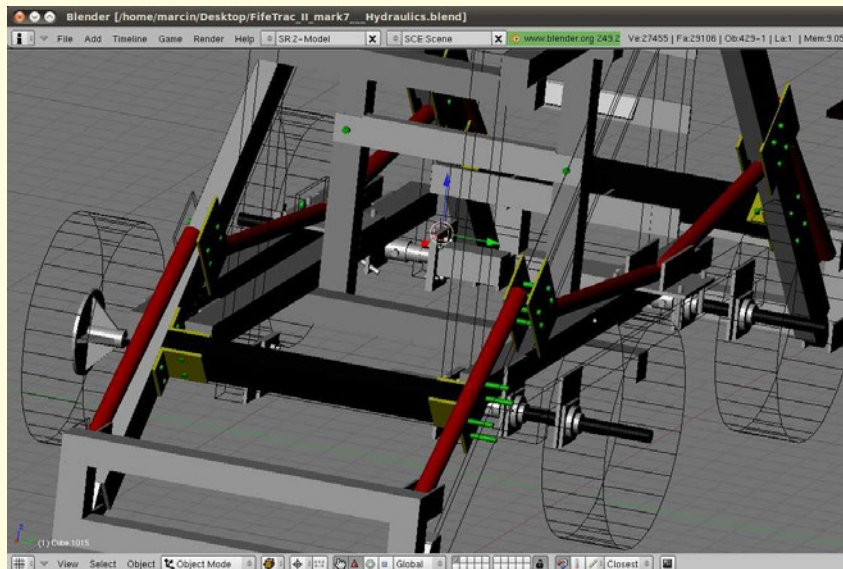 Blender [/home/marcin/Desktop/FifeTrac_II_mark7___Hydraulics.blend]
File Add Timeline Game Render Help SR:2-Model SCE:Scene www.blender.org 249.2 Ve:27455 | Fa:29106 | Ob:429-1 | La:1 | Mem:9.05
(1) Cube.1015
View Select Object Object Mode Global Closest